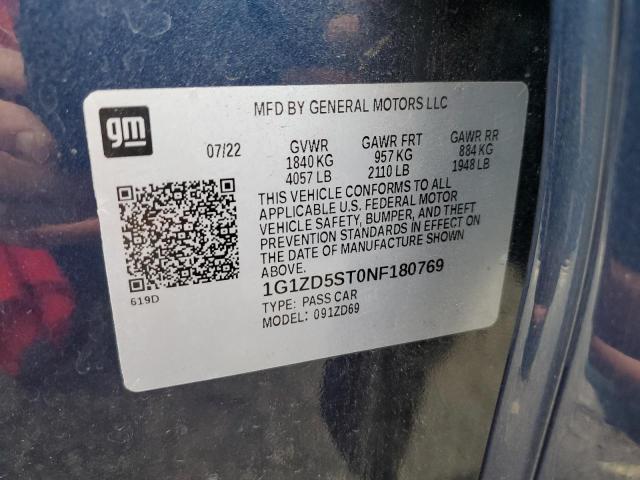 gm
MFD BY GENERAL MOTORS LLC
07/22 GVWR GAWR FRT GAWR RR
1840 KG 957 KG 884 KG
4057 LB 2110 LB 1948 LB
THIS VEHICLE CONFORMS TO ALL
APPLICABLE U.S. FEDERAL MOTOR
VEHICLE SAFETY, BUMPER, AND THEFT
PREVENTION STANDARDS IN EFFECT ON
THE DATE OF MANUFACTURE SHOWN
ABOVE.
619D
1G1ZD5ST0NF180769
TYPE: PASS CAR
MODEL: 091ZD69